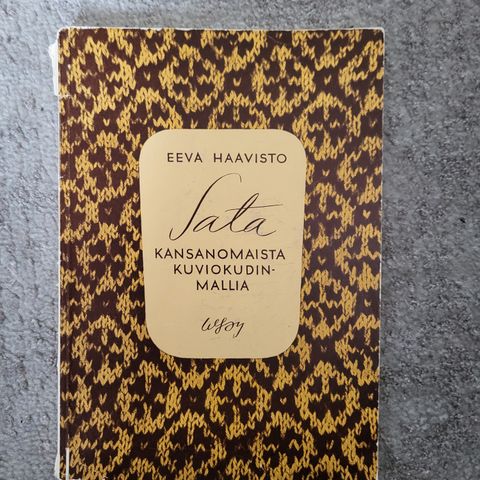 EEVA HAAVISTO
Sata
KANSANOMAISTA
KUVIOKUDIN-
MALLIA
WSOY